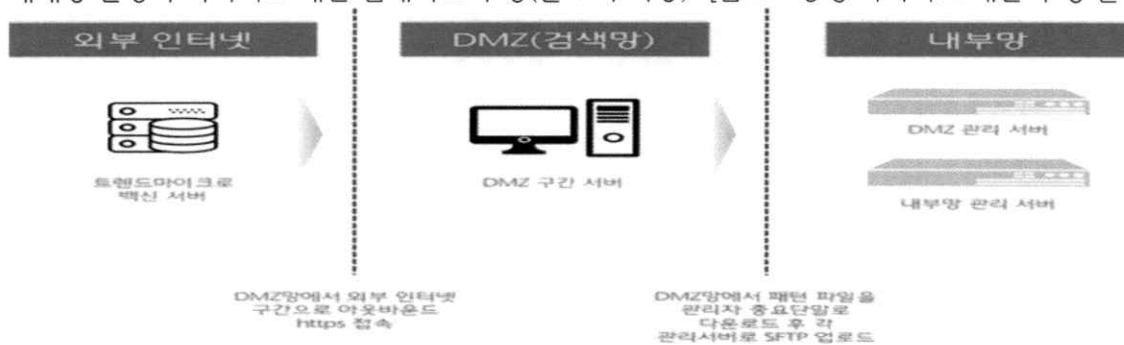 외부 인터넷
DMZ(검색망)
내부망
트렌드마이크로
백신 서버
DMZ 구간 서버
DMZ 관리 서버
내부망 관리 서버
DMZ망에서 외부 인터넷
구간으로 아웃바운드
https 접속
DMZ망에서 패턴 파일을
관리자 중요단말로
다운로드 후 각
관리서버로 SFTP 업로드